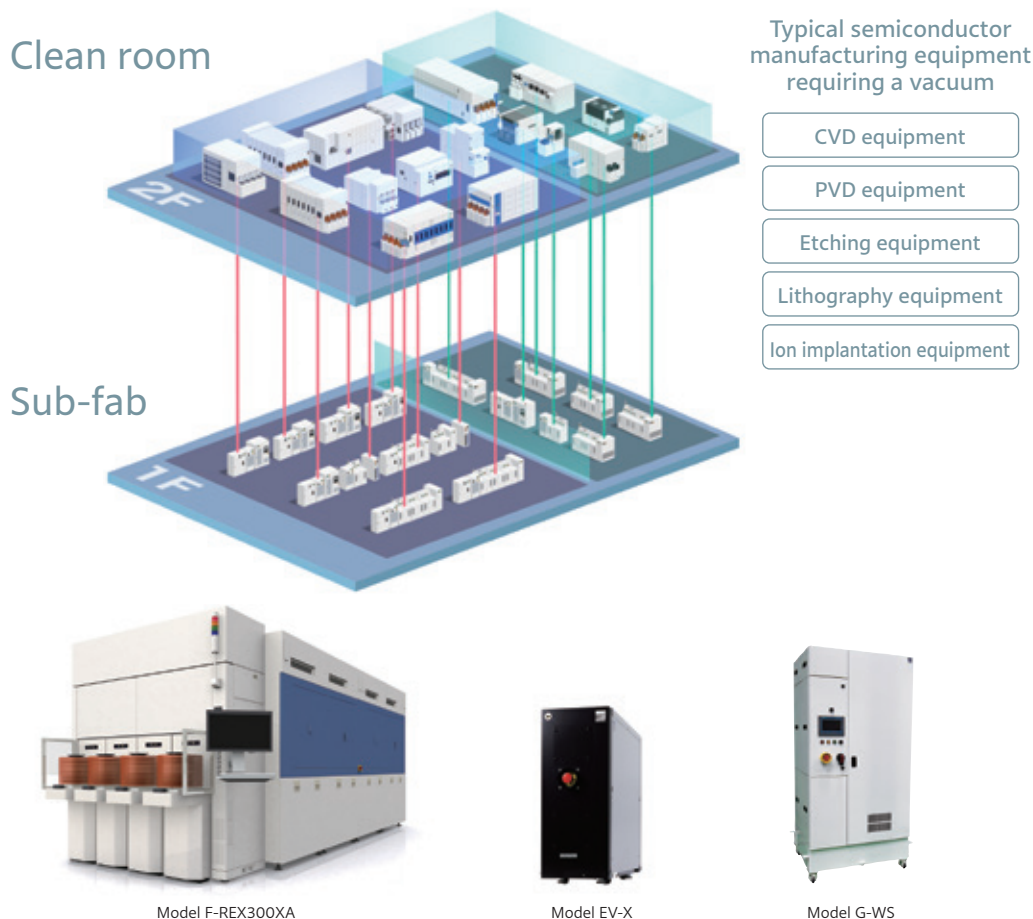 Clean room
Typical semiconductor
manufacturing equipment
requiring a vacuum
CVD equipment
PVD equipment
Etching equipment
Lithography equipment
Ion implantation equipment
2F
Sub-fab
1F
Model F-REX300XA
Model EV-X
Model G-WS